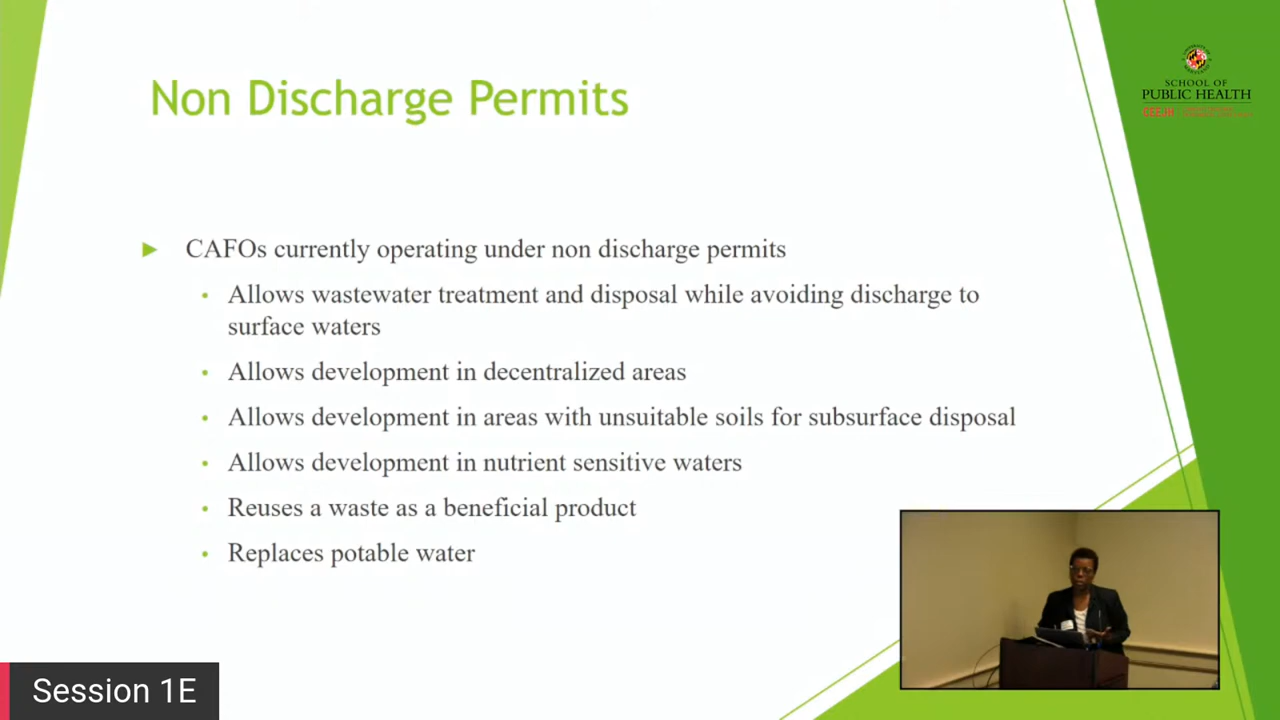 Non Discharge Permits
SCHOOL OF
PUBLIC HEALTH
CEEJH
CAFOs currently operating under non discharge permits
Allows wastewater treatment and disposal while avoiding discharge to
surface waters
Allows development in decentralized areas
Allows development in areas with unsuitable soils for subsurface disposal
Allows development in nutrient sensitive waters
Reuses a waste as a beneficial product
Replaces potable water
Session 1E